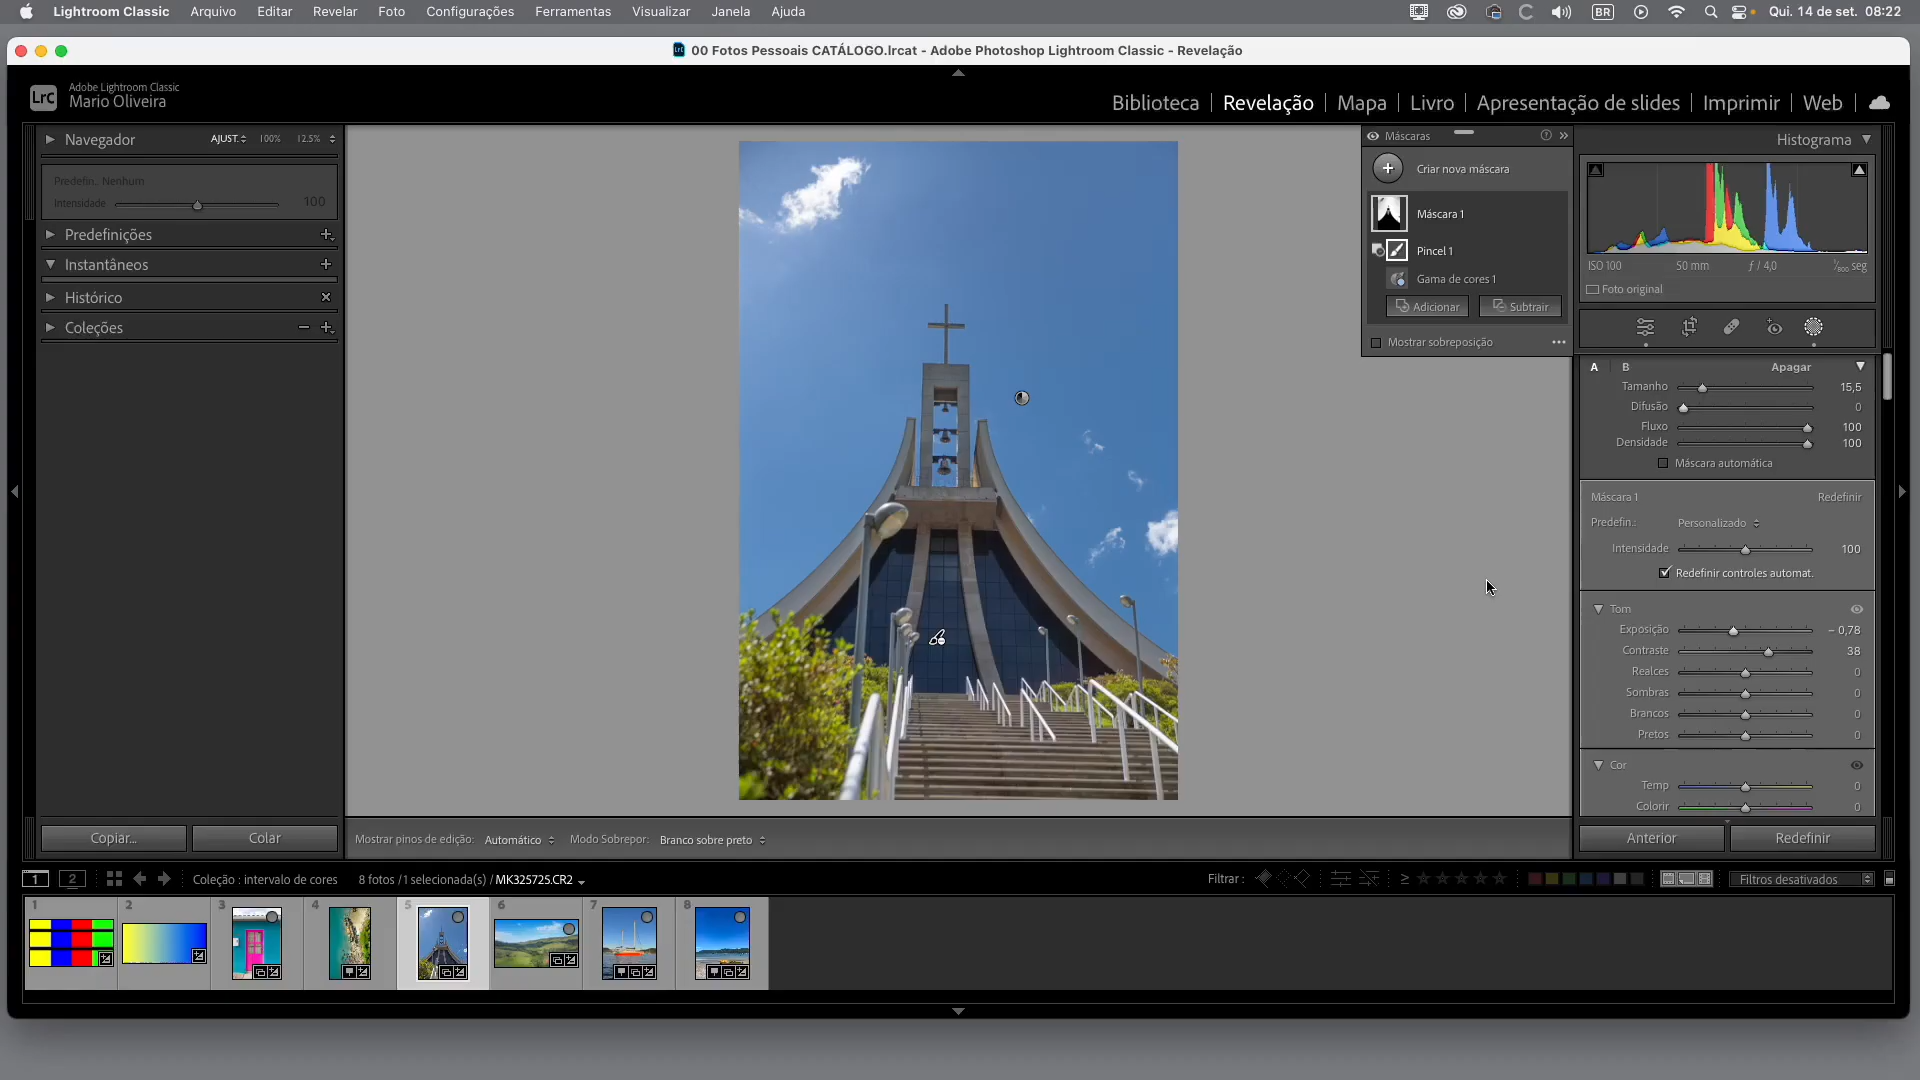 Lightroom Classic Arquivo Editar Revelar Foto Configurações Ferramentas Visualizar Janela Ajuda BR Qui. 14 de set. 08:22
LrC 00 Fotos Pessoais CATÁLOGO.lrcat - Adobe Photoshop Lightroom Classic - Revelação
LrC
Adobe Lightroom Classic
Mario Oliveira
Biblioteca | Revelação | Mapa | Livro | Apresentação de slides | Imprimir | Web |
Navegador AJUST. 100% 12.5%
Predefin.. Nenhum
Intensidade 100
Predefinições
Instantâneos
Histórico
Coleções
Copiar... Colar
Máscaras
Criar nova máscara
Máscara 1
Pincel 1
Gama de cores 1
Adicionar Subtrair
Mostrar sobreposição
Histograma
ISO 100 50 mm ƒ / 4,0 1/800 seg
Foto original
A B Apagar
Tamanho 15,5
Difusão 0
Fluxo 100
Densidade 100
Máscara automática
Máscara 1 Redefinir
Predefin.: Personalizado
Intensidade 100
Redefinir controles automat.
Tom
Exposição – 0,78
Contraste 38
Realces 0
Sombras 0
Brancos 0
Pretos 0
Cor
Temp 0
Colorir 0
Anterior Redefinir
Mostrar pinos de edição: Automático Modo Sobrepor: Branco sobre preto
1 2 Coleção : intervalo de cores 8 fotos /1 selecionada(s) /MK325725.CR2 Filtrar : ≥ Filtros desativados
1 2 3 4 5 6 7 8